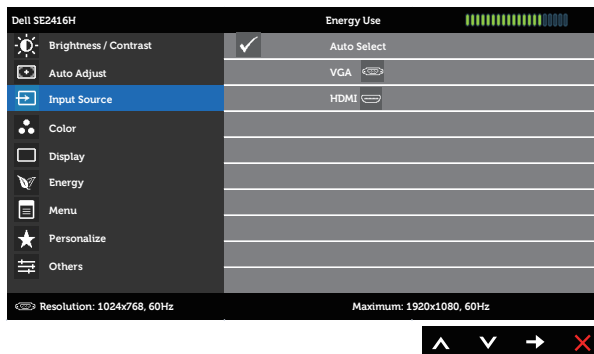 Dell SE2416H Energy Use
Brightness / Contrast Auto Select
Auto Adjust VGA
Input Source HDMI
Color
Display
Energy
Menu
Personalize
Others
Resolution: 1024x768, 60Hz Maximum: 1920x1080, 60Hz